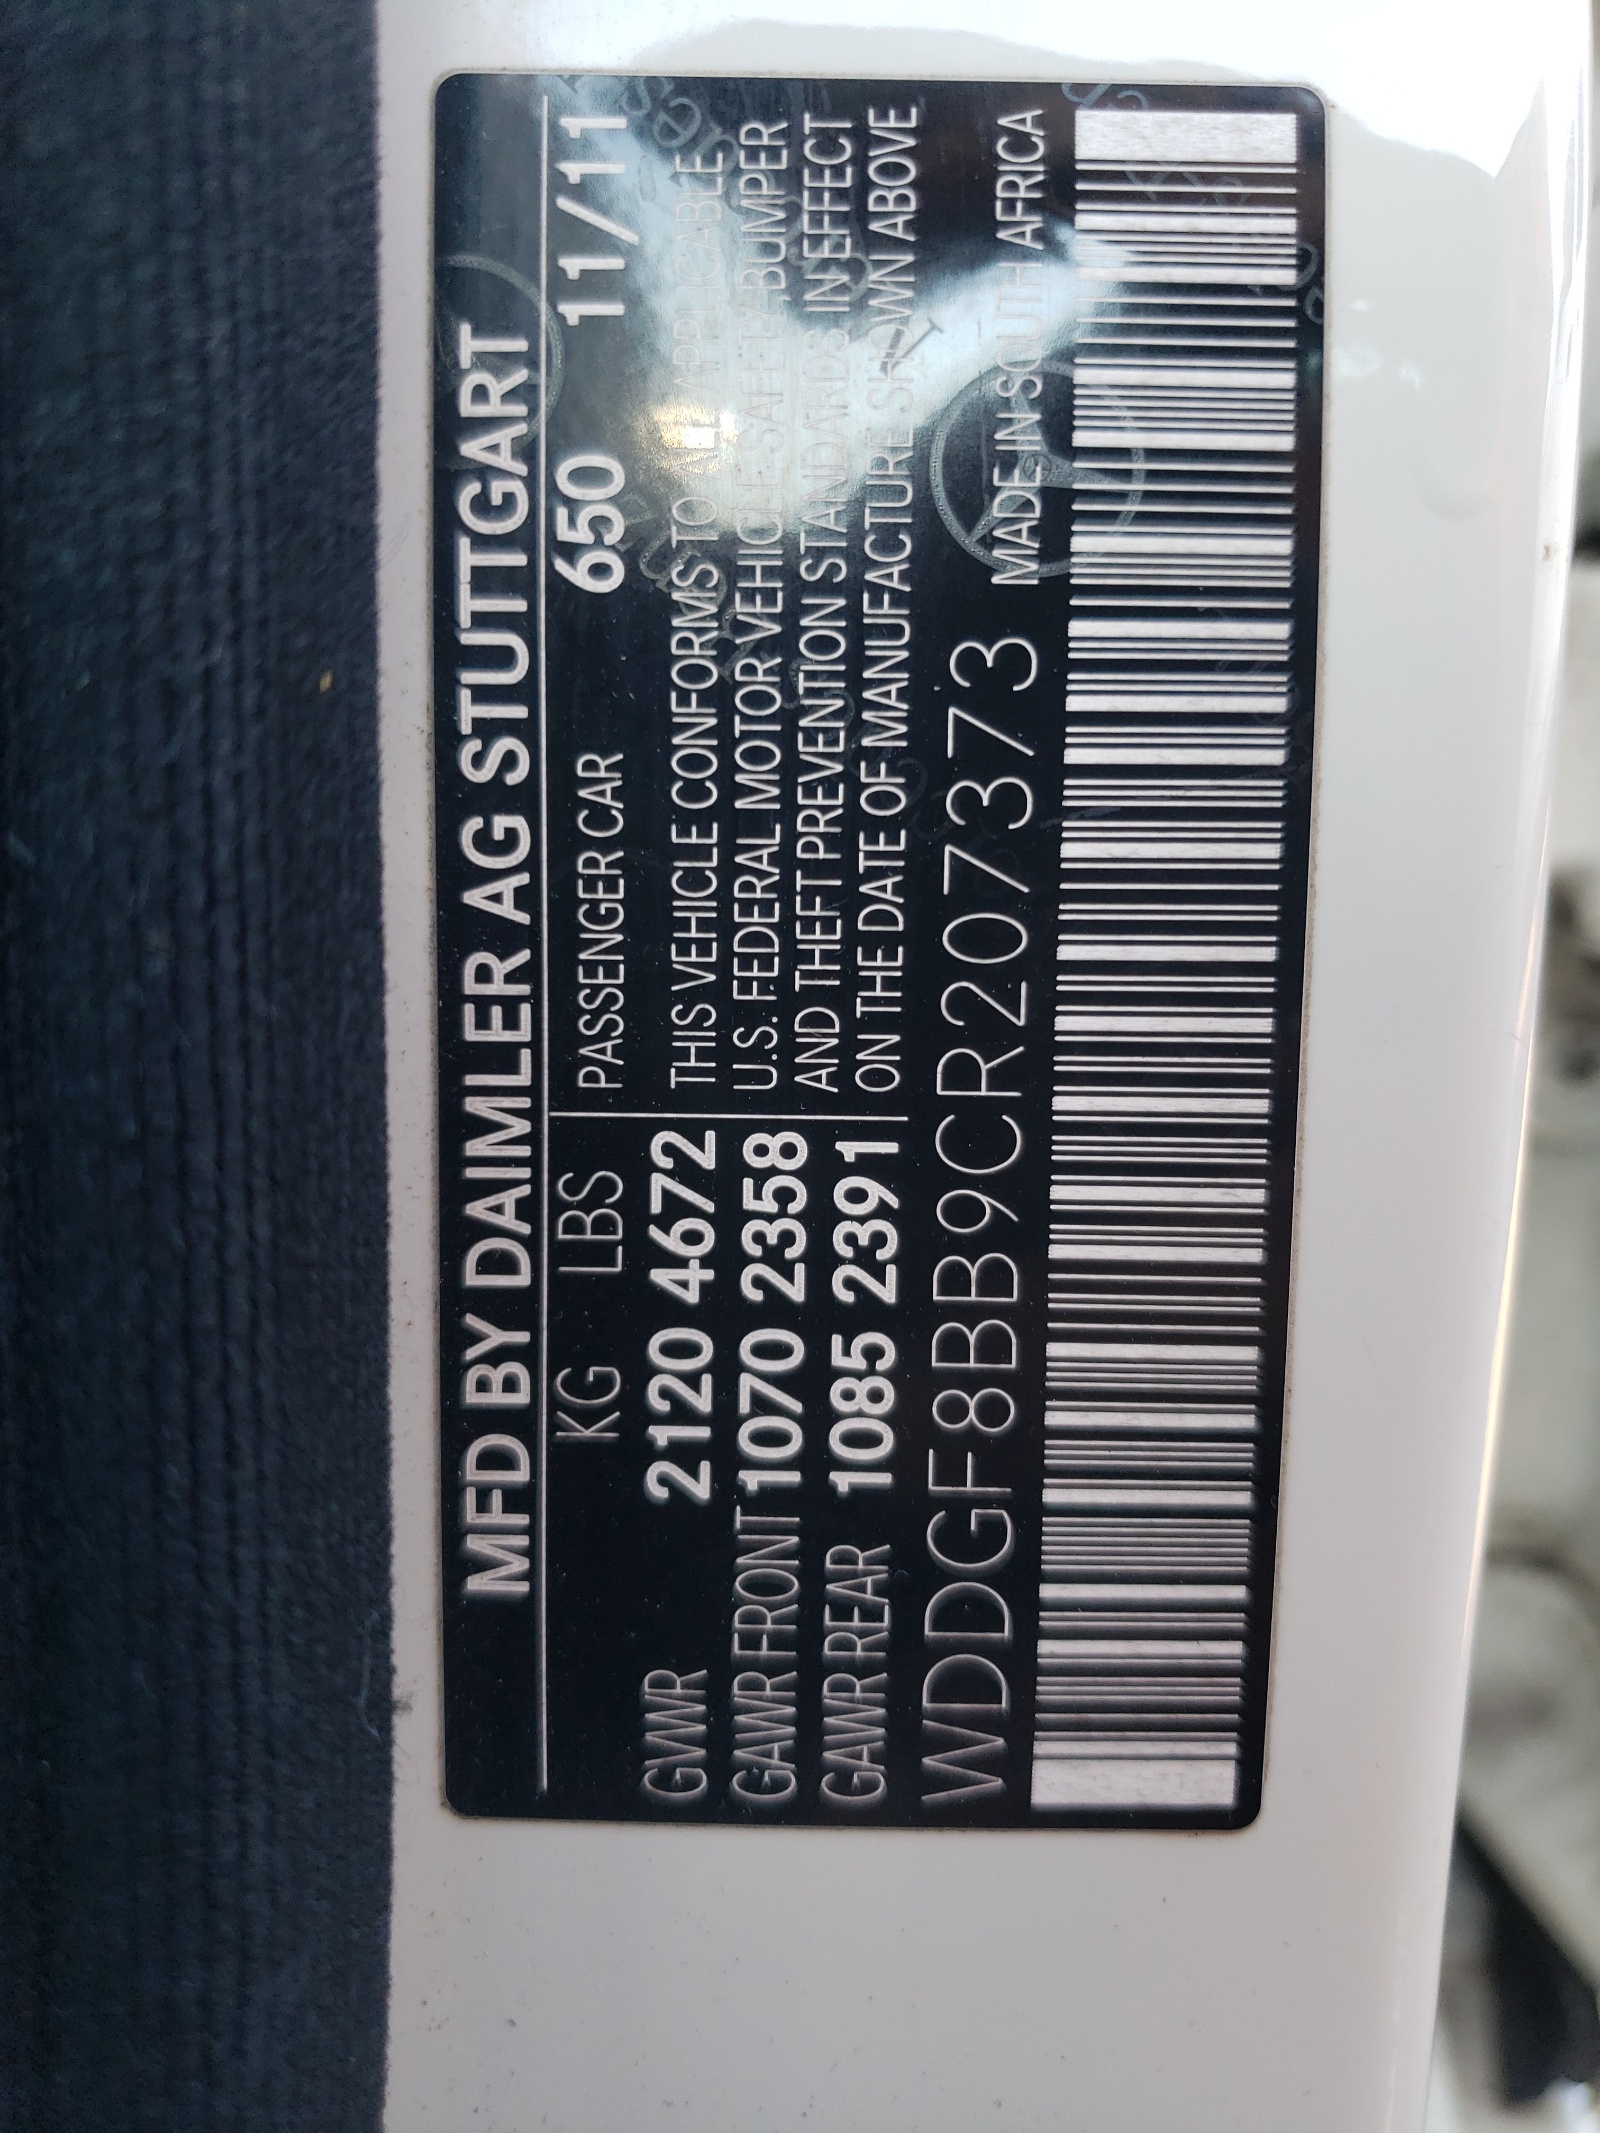 MFD BY DAIMLER AG STUTTGART
KG LBS PASSENGER CAR 650 11/11
GVWR 2120 4672 THIS VEHICLE CONFORMS TO ALL APPLICABLE
GAWR FRONT 1070 2358 U.S. FEDERAL MOTOR VEHICLE SAFETY BUMPER
GAWR REAR 1085 2391 AND THEFT PREVENTION STANDARDS IN EFFECT
ON THE DATE OF MANUFACTURE SHOWN ABOVE
WDDGF8BB9CR207373 MADE IN SOUTH AFRICA